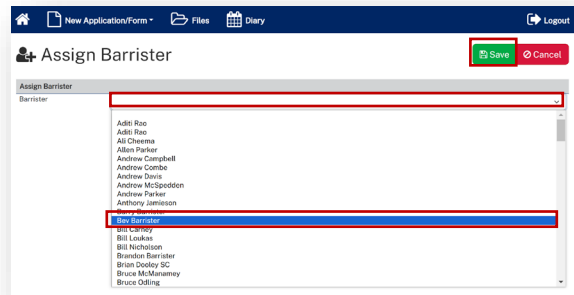 New Application/Form Files Diary Logout
Assign Barrister Save Cancel
Assign Barrister
Barrister
Aditi Rao
Aditi Rao
Ali Cheema
Allen Parker
Andrew Campbell
Andrew Combe
Andrew Davis
Andrew McSpedden
Andrew Parker
Anthony Jamieson
Barry Barrister
Bev Barrister
Bill Carney
Bill Loukas
Bill Nicholson
Brandon Barrister
Brian Dooley SC
Bruce McManamey
Bruce Odling